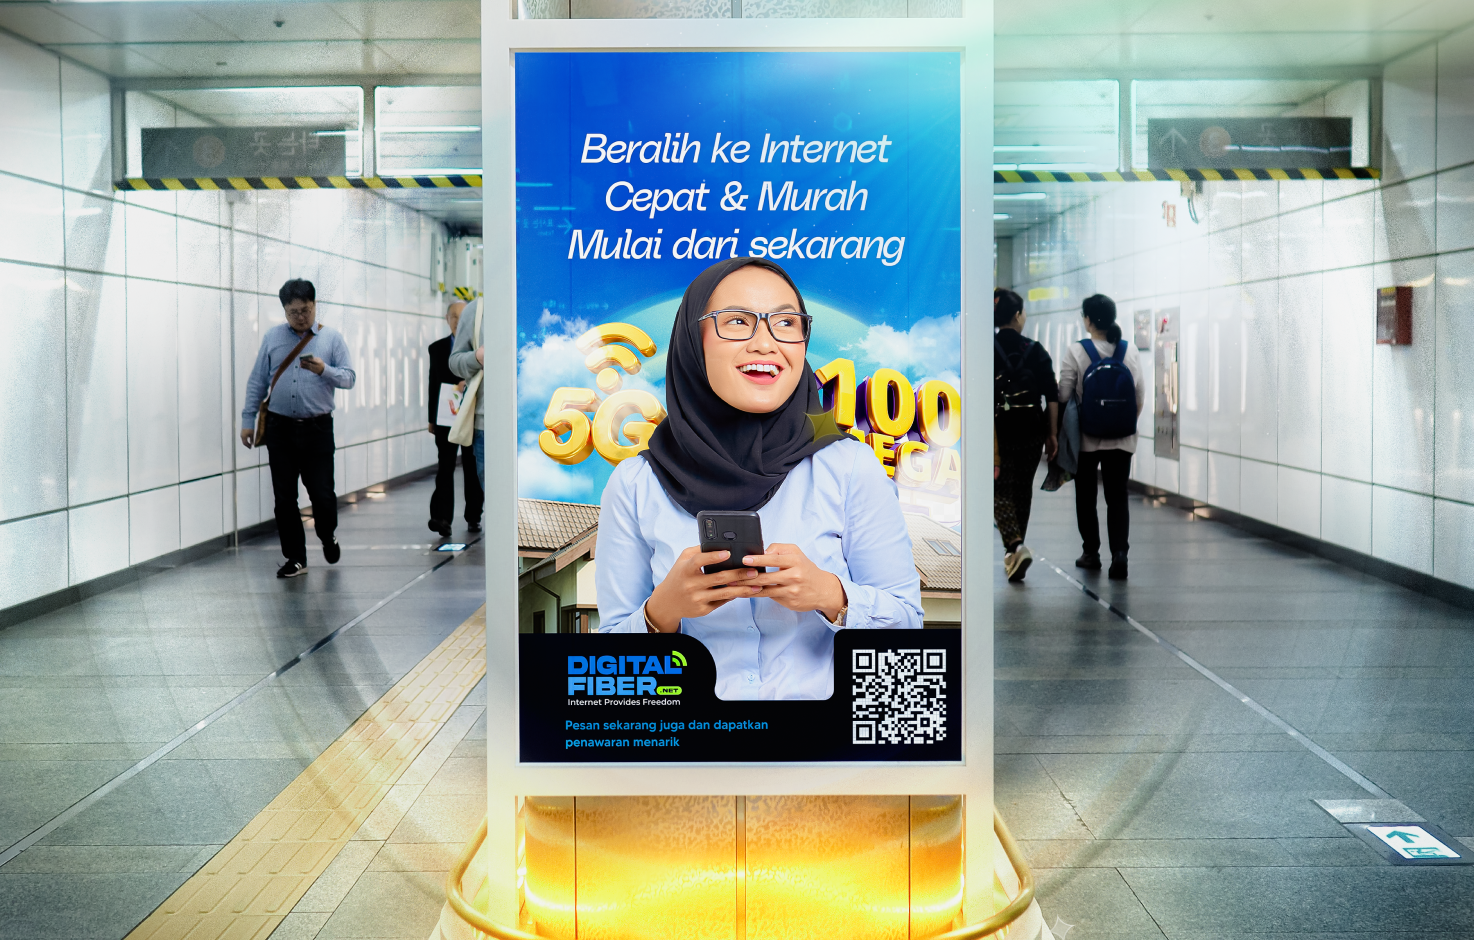 Beralih ke Internet
Cepat & Murah
Mulai dari sekarang
5G
100
MEGA
DIGITAL
FIBER.NET
Internet Provides Freedom
Pesan sekarang juga dan dapatkan
penawaran menarik